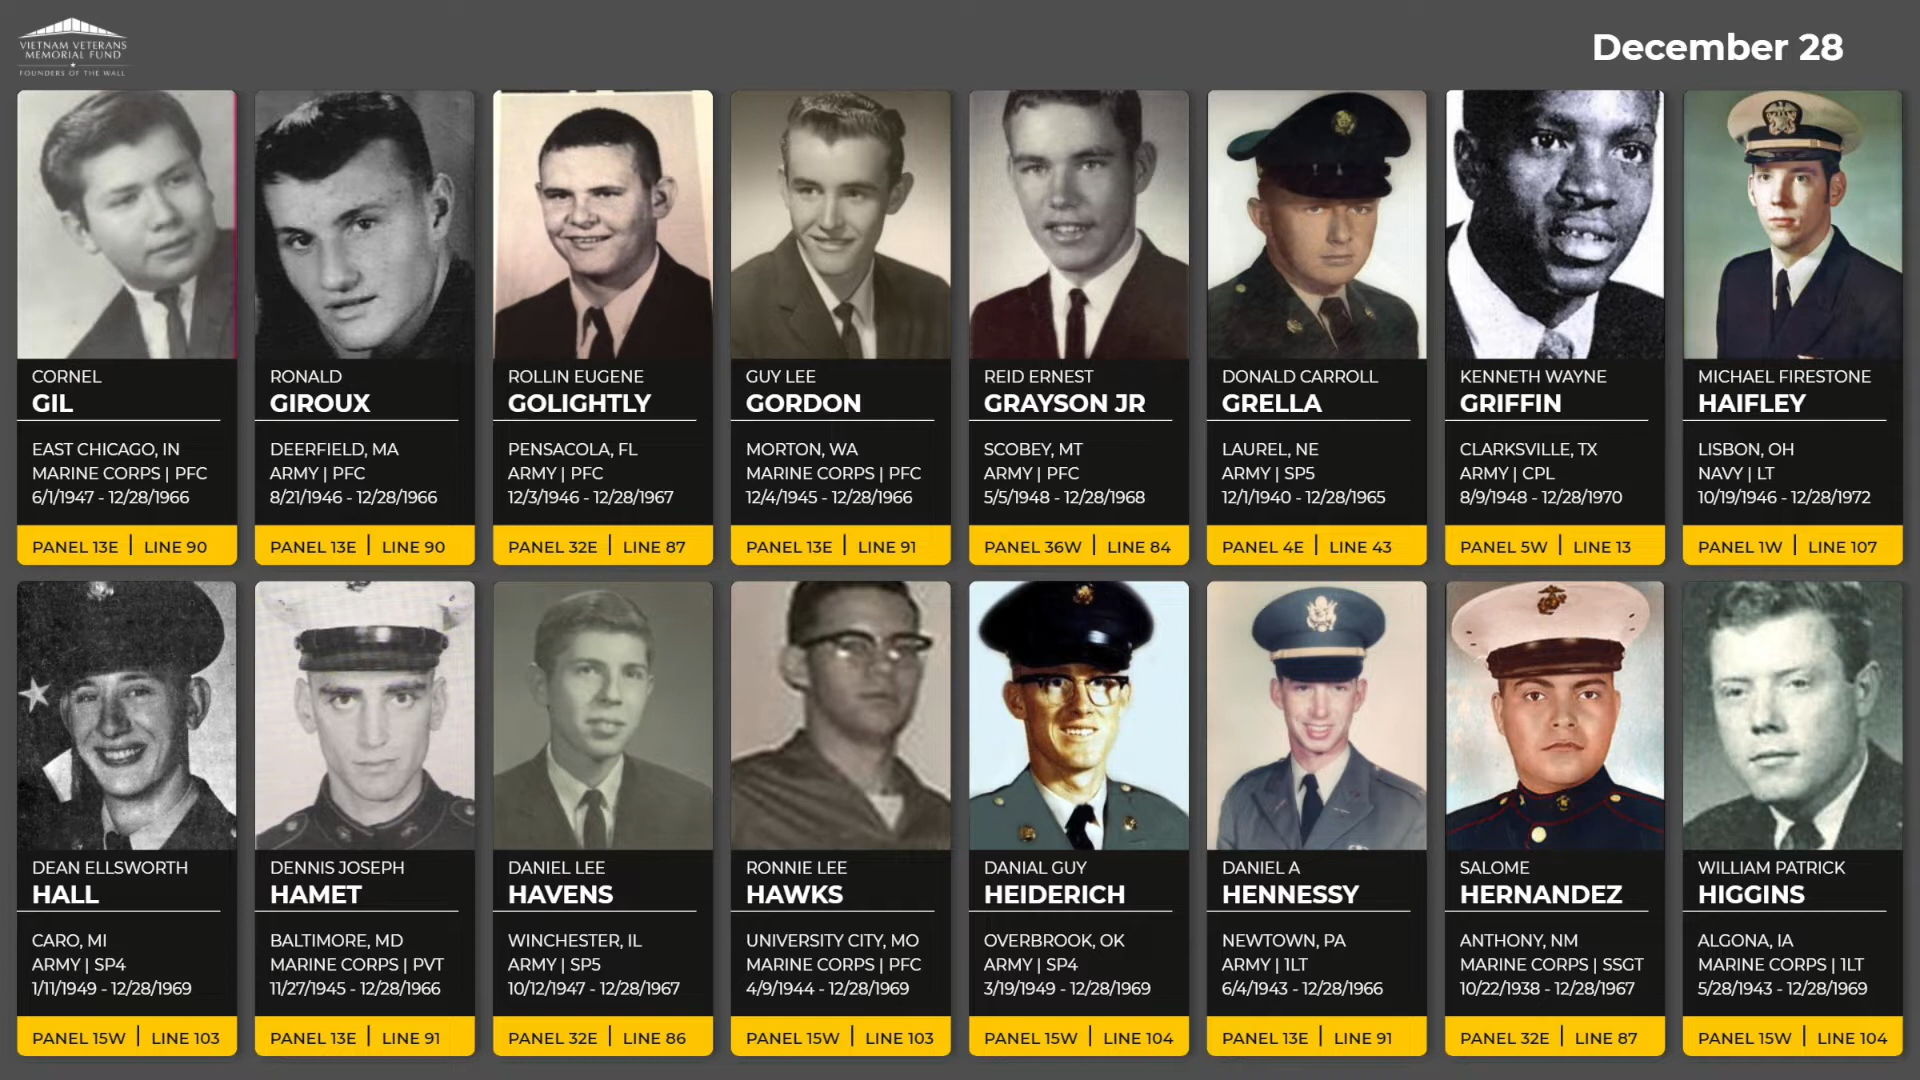 VIETNAM VETERANS
MEMORIAL FUND
FOUNDERS OF THE WALL
December 28
CORNEL
GIL
EAST CHICAGO, IN
MARINE CORPS | PFC
6/1/1947 - 12/28/1966
PANEL 13E | LINE 90
RONALD
GIROUX
DEERFIELD, MA
ARMY | PFC
8/21/1946 - 12/28/1966
PANEL 13E | LINE 90
ROLLIN EUGENE
GOLIGHTLY
PENSACOLA, FL
ARMY | PFC
12/3/1946 - 12/28/1967
PANEL 32E | LINE 87
GUY LEE
GORDON
MORTON, WA
MARINE CORPS | PFC
12/4/1945 - 12/28/1966
PANEL 13E | LINE 91
REID ERNEST
GRAYSON JR
SCOBEY, MT
ARMY | PFC
5/5/1948 - 12/28/1968
PANEL 36W | LINE 84
DONALD CARROLL
GRELLA
LAUREL, NE
ARMY | SP5
12/1/1940 - 12/28/1965
PANEL 4E | LINE 43
KENNETH WAYNE
GRIFFIN
CLARKSVILLE, TX
ARMY | CPL
8/9/1948 - 12/28/1970
PANEL 5W | LINE 13
MICHAEL FIRESTONE
HAIFLEY
LISBON, OH
NAVY | LT
10/19/1946 - 12/28/1972
PANEL 1W | LINE 107
DEAN ELLSWORTH
HALL
CARO, MI
ARMY | SP4
1/11/1949 - 12/28/1969
PANEL 15W | LINE 103
DENNIS JOSEPH
HAMET
BALTIMORE, MD
MARINE CORPS | PVT
11/27/1945 - 12/28/1966
PANEL 13E | LINE 91
DANIEL LEE
HAVENS
WINCHESTER, IL
ARMY | SP5
10/12/1947 - 12/28/1967
PANEL 32E | LINE 86
RONNIE LEE
HAWKS
UNIVERSITY CITY, MO
MARINE CORPS | PFC
4/9/1944 - 12/28/1969
PANEL 15W | LINE 103
DANIAL GUY
HEIDERICH
OVERBROOK, OK
ARMY | SP4
3/19/1949 - 12/28/1969
PANEL 15W | LINE 104
DANIEL A
HENNESSY
NEWTOWN, PA
ARMY | 1LT
6/4/1943 - 12/28/1966
PANEL 13E | LINE 91
SALOME
HERNANDEZ
ANTHONY, NM
MARINE CORPS | SSGT
10/22/1938 - 12/28/1967
PANEL 32E | LINE 87
WILLIAM PATRICK
HIGGINS
ALGONA, IA
MARINE CORPS | 1LT
5/28/1943 - 12/28/1969
PANEL 15W | LINE 104